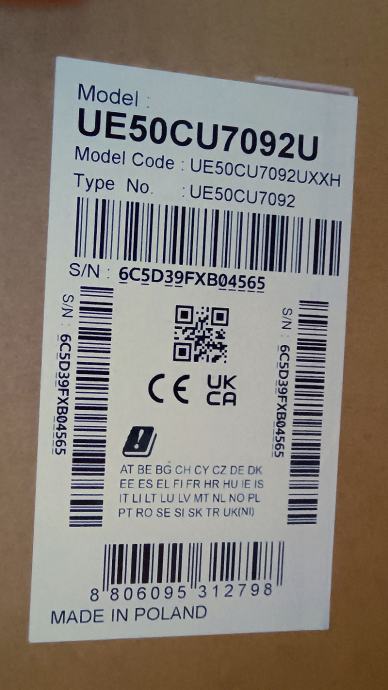 Model :
UE50CU7092U
Model Code : UE50CU7092UXXH
Type No. : UE50CU7092
S/N : 6C5D39FXB04565
S/N : 6C5D39FXB04565
S/N : 6C5D39FXB04565
CE UK
CA
AT BE BG CH CY CZ DE DK
EE ES EL FI FR HR HU IE IS
IT LI LT LU LV MT NL NO PL
PT RO SE SI SK TR UK(NI)
8 806095 312798
MADE IN POLAND